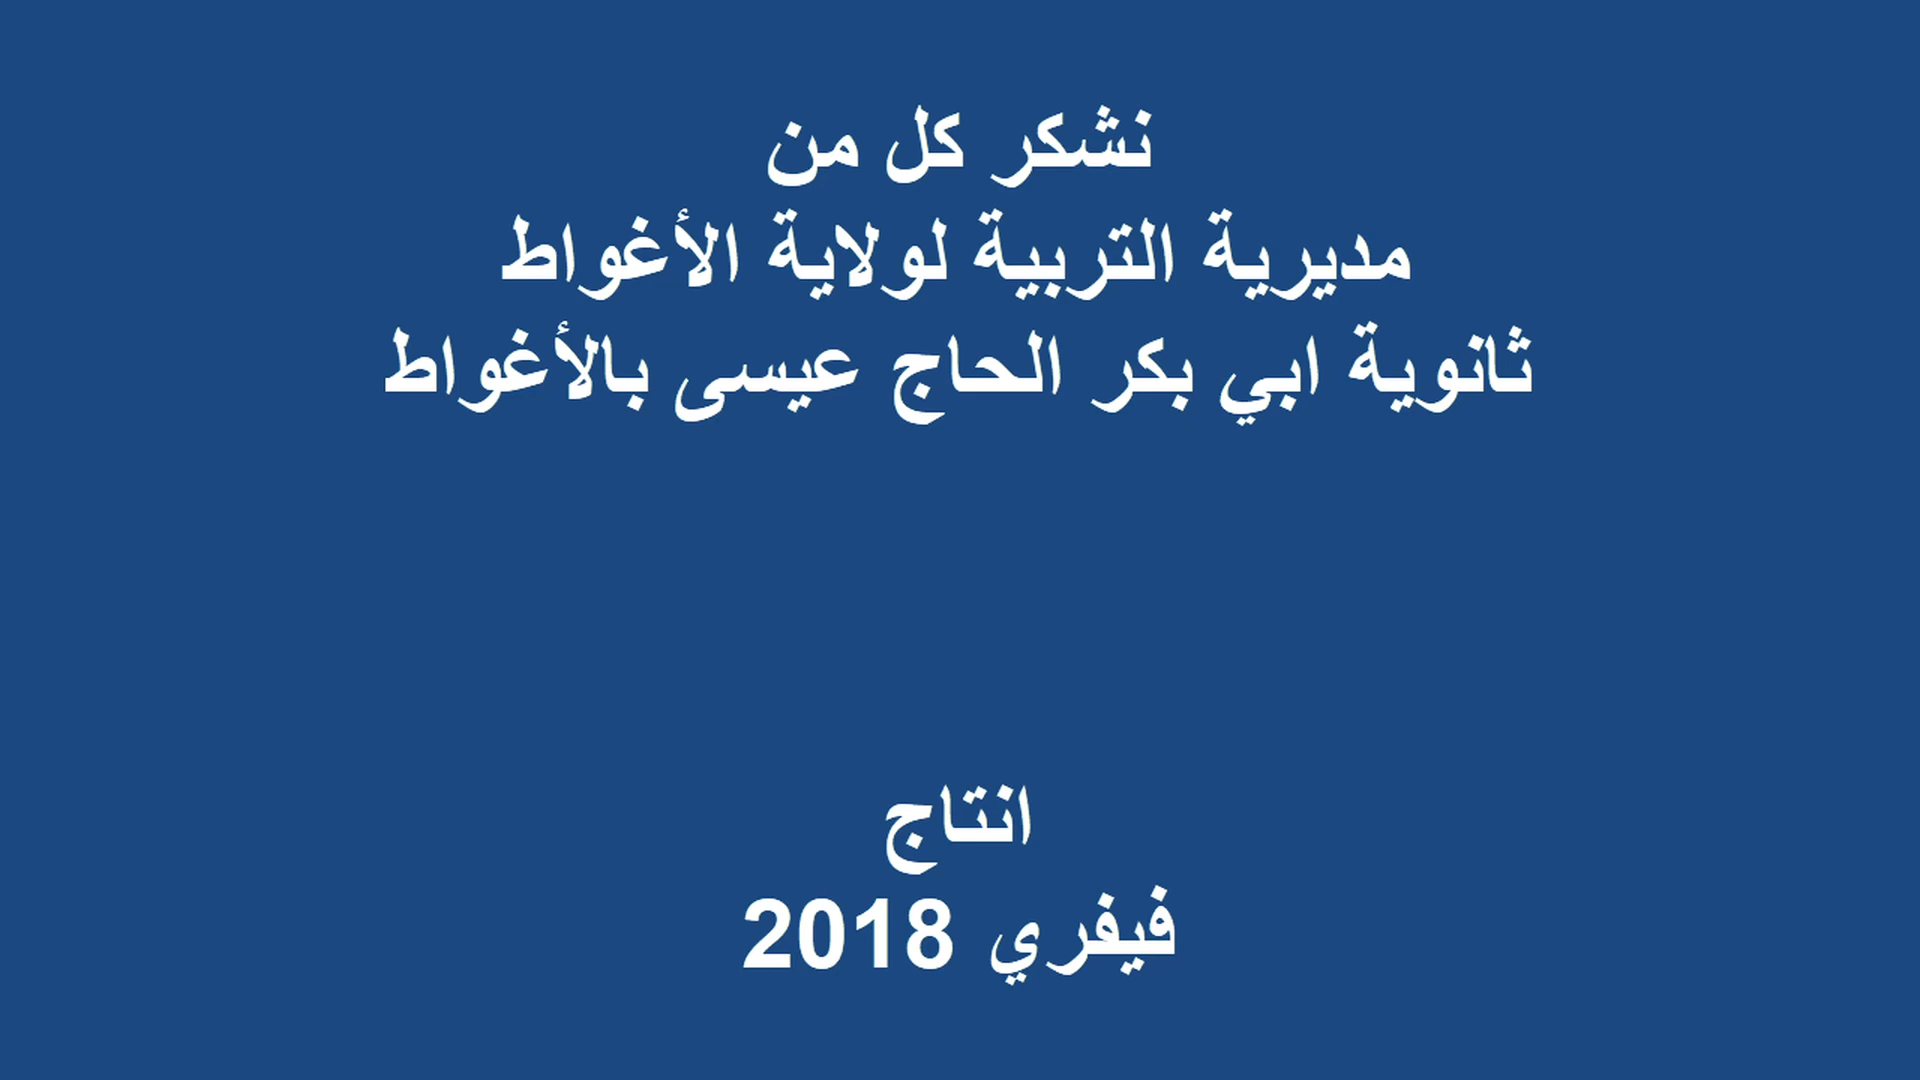 نشكر كل من
مديرية التربية لولاية الأغواط
ثانوية ابي بكر الحاج عيسى بالأغواط
انتاج
فيفري 2018